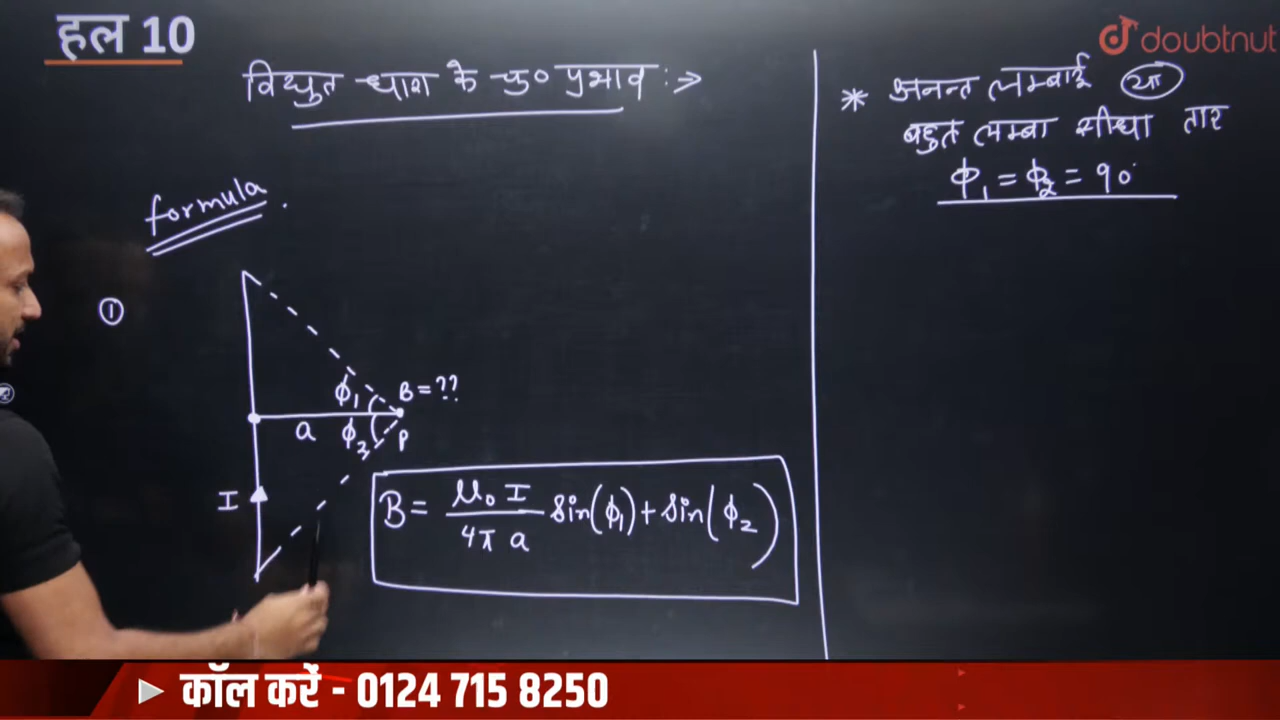 हल 10
doubtnut
विद्युत धारा के चु० प्रभाव :->
formula .
①
ϕ₁ B = ??
a ϕ₂ P
I
B = μ₀ I / 4π a sin(ϕ₁) + sin(ϕ₂)
* अनन्त लम्बाई या
बहुत लम्बा सीधा तार
ϕ₁ = ϕ₂ = 90°
कॉल करें - 0124 715 8250